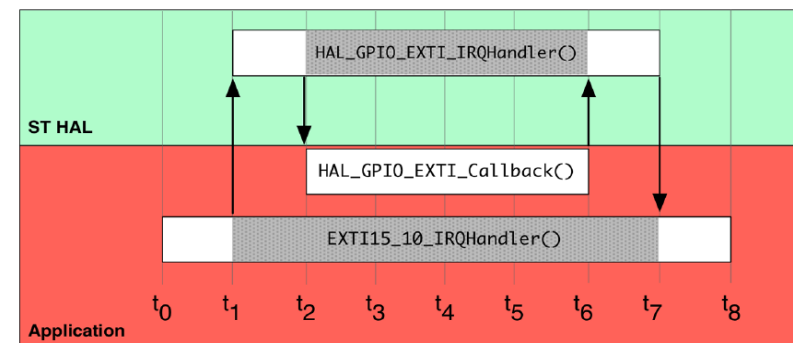 HAL_GPIO_EXTI_IRQHandler()
ST HAL
HAL_GPIO_EXTI_Callback()
EXTI15_10_IRQHandler()
t0 t1 t2 t3 t4 t5 t6 t7 t8
Application